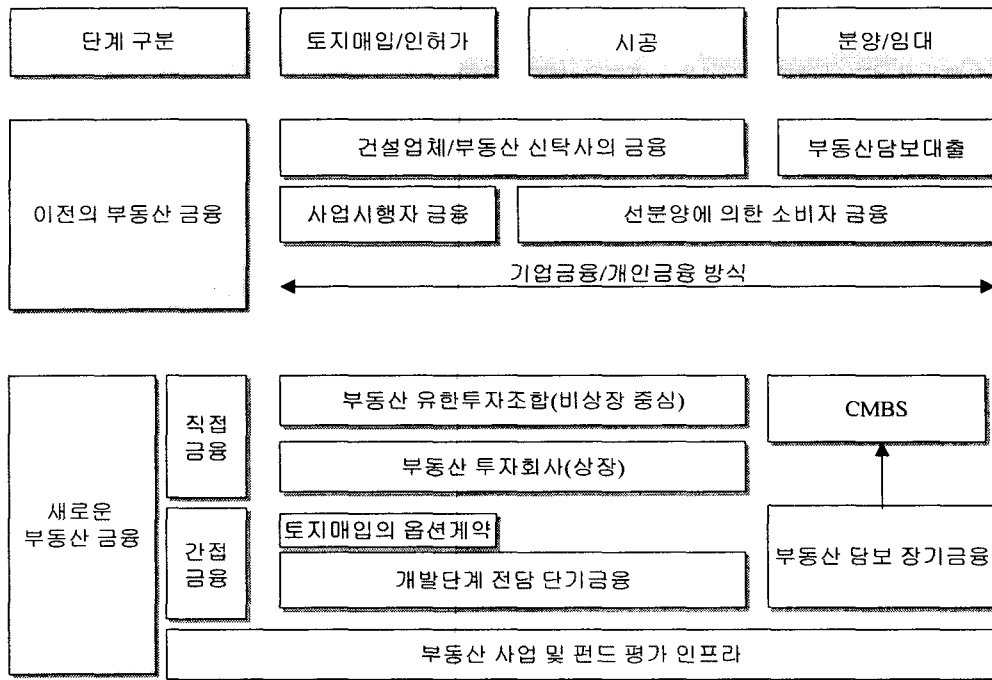 단계 구분
토지매입/인허가
시공
분양/임대
이전의 부동산 금융
건설업체/부동산 신탁사의 금융
부동산담보대출
사업시행자 금융
선분양에 의한 소비자 금융
기업금융/개인금융 방식
새로운
부동산 금융
직접
금융
부동산 유한투자조합(비상장 중심)
CMBS
부동산 투자회사(상장)
간접
금융
토지매입의 옵션계약
개발단계 전담 단기금융
부동산 담보 장기금융
부동산 사업 및 펀드 평가 인프라